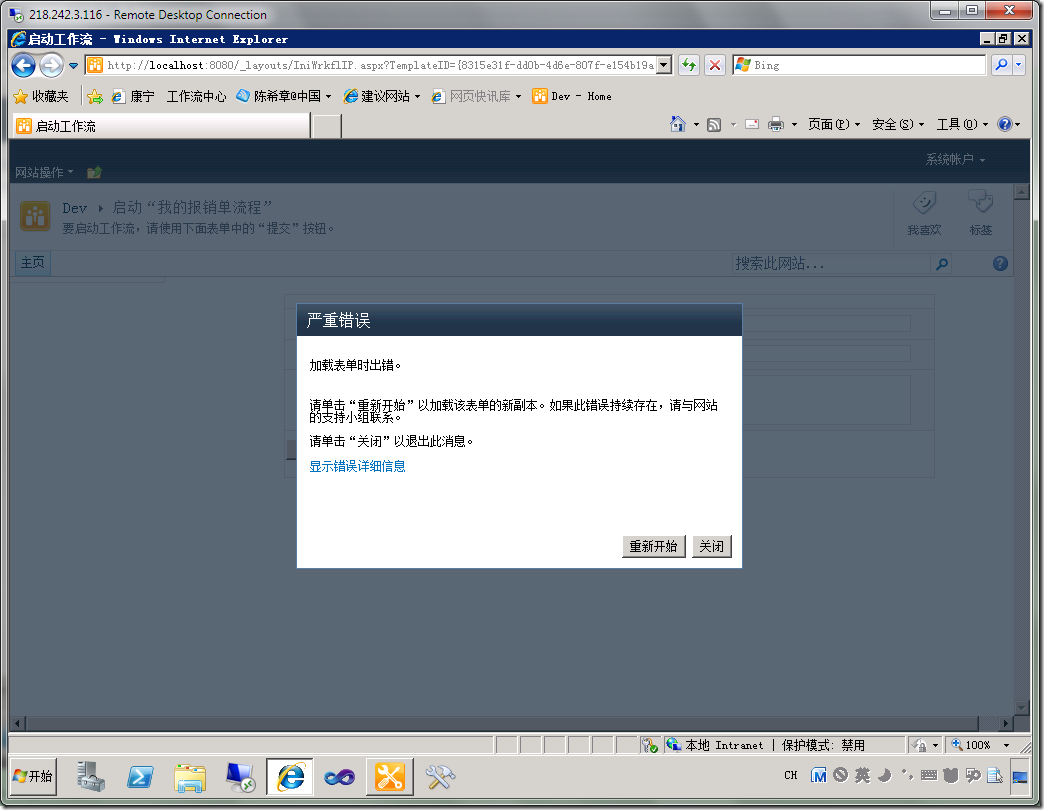 218.242.3.116 - Remote Desktop Connection
启动工作流 - Windows Internet Explorer
http://localhost:8080/_layouts/IniWrkflIP.aspx?TemplateID={8315e31f-dd0b-4d6e-807f-e154b19a
Bing
收藏夹 康宁 工作流中心 陈希章@中国 建议网站 网页快讯库 Dev - Home
启动工作流
页面(P) 安全(S) 工具(O)
系统帐户
网站操作
Dev 启动“我的报销单流程”
要启动工作流，请使用下面表单中的“提交”按钮。
我喜欢 标签
主页
搜索此网站...
严重错误
加载表单时出错。
请单击“重新开始”以加载该表单的新副本。如果此错误持续存在，请与网站
的支持小组联系。
请单击“关闭”以退出此消息。
显示错误详细信息
重新开始 关闭
本地 Intranet | 保护模式: 禁用
100%
开始
CH
英